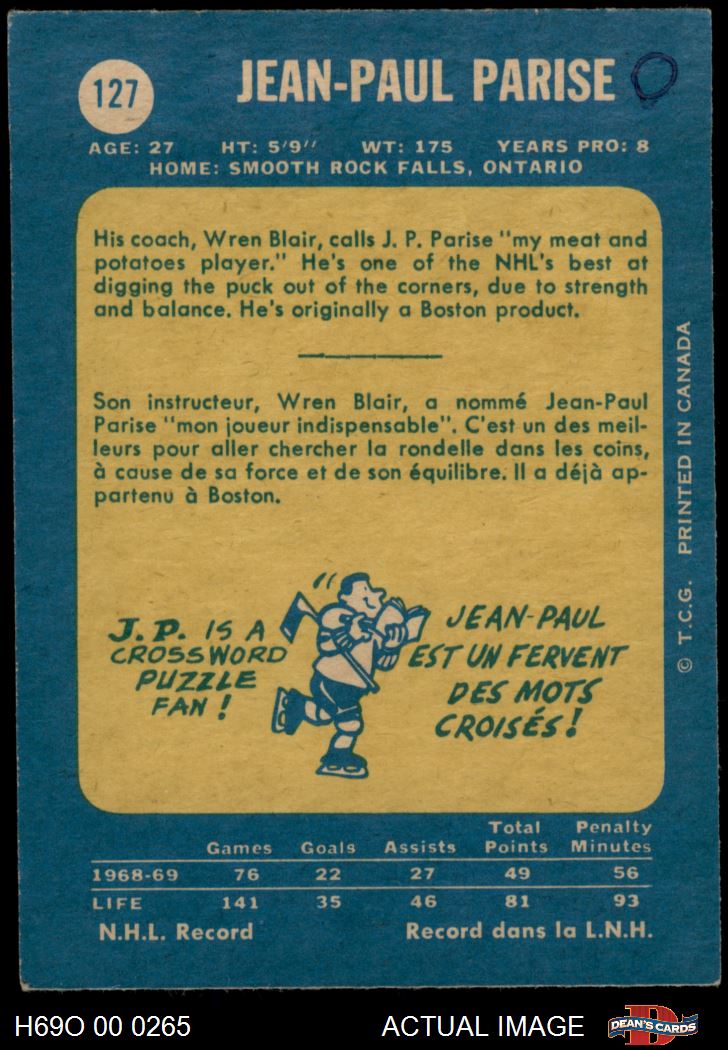 127
JEAN-PAUL PARISE
AGE: 27 HT: 5'9" WT: 175 YEARS PRO: 8
HOME: SMOOTH ROCK FALLS, ONTARIO
His coach, Wren Blair, calls J. P. Parise "my meat and
potatoes player." He's one of the NHL's best at
digging the puck out of the corners, due to strength
and balance. He's originally a Boston product.
Son instructeur, Wren Blair, a nommé Jean-Paul
Parise "mon joueur indispensable". C'est un des meil-
leurs pour aller chercher la rondelle dans les coins,
à cause de sa force et de son équilibre. Il a déjà ap-
partenu à Boston.
J.P. IS A
CROSSWORD
PUZZLE
FAN!
JEAN-PAUL
EST UN FERVENT
DES MOTS
CROISÉS!
© T.C.G. PRINTED IN CANADA
Games Goals Assists Total Points Penalty Minutes
1968-69 76 22 27 49 56
LIFE 141 35 46 81 93
N.H.L. Record Record dans la L.N.H.
H69O 00 0265 ACTUAL IMAGE DEAN'S CARDS